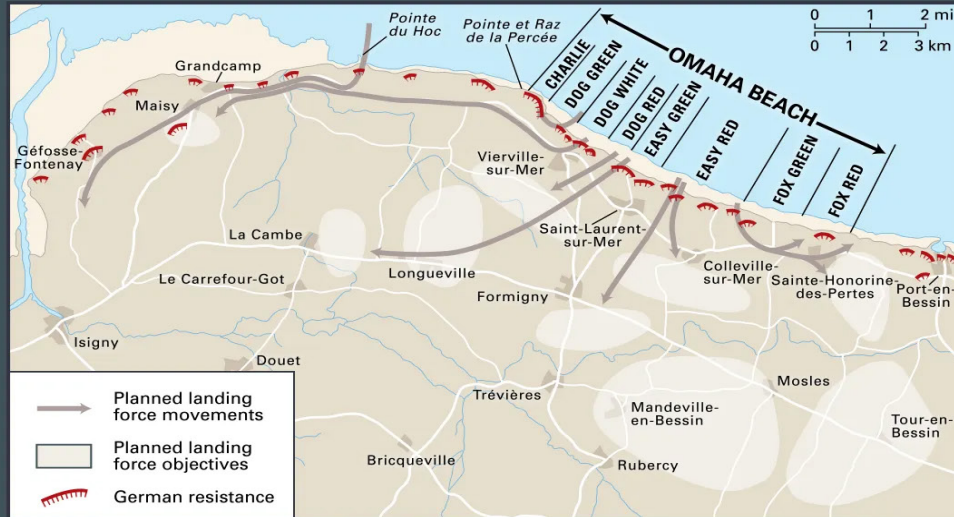 Pointe
du Hoc
Pointe et Raz
de la Percée
CHARLIE
DOG GREEN
DOG WHITE
DOG RED
EASY GREEN
EASY RED
FOX GREEN
FOX RED
OMAHA BEACH
0 1 2 mi
0 1 2 3 km
Grandcamp
Maisy
Géfosse-
Fontenay
Vierville-
sur-Mer
Saint-Laurent-
sur-Mer
La Cambe
Le Carrefour-Got
Longueville
Formigny
Colleville-
sur-Mer
Sainte-Honorine-
des-Pertes
Port-en-
Bessin
Isigny
Douet
Trévières
Mosles
Mandeville-
en-Bessin
Tour-en-
Bessin
Bricqueville
Rubercy
Planned landing
force movements
Planned landing
force objectives
German resistance